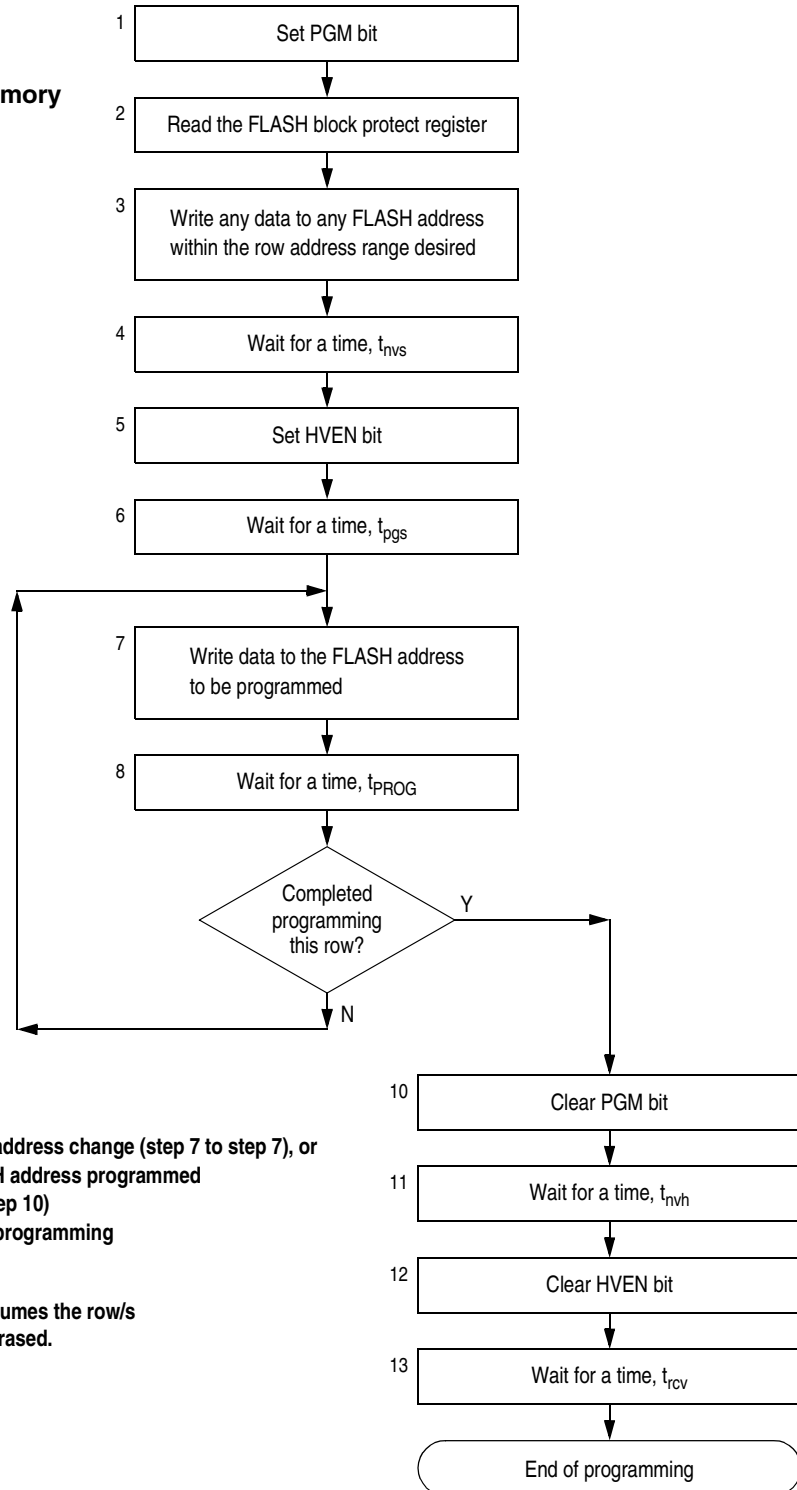 1
Set PGM bit
mory
2
Read the FLASH block protect register
3
Write any data to any FLASH address
within the row address range desired
4
Wait for a time, tnvs
5
Set HVEN bit
6
Wait for a time, tpgs
7
Write data to the FLASH address
to be programmed
8
Wait for a time, tPROG
Completed
programming
this row?
Y
N
10
Clear PGM bit
address change (step 7 to step 7), or
H address programmed
ep 10)
programming
11
Wait for a time, tnvh
12
Clear HVEN bit
umes the row/s
rased.
13
Wait for a time, trcv
End of programming